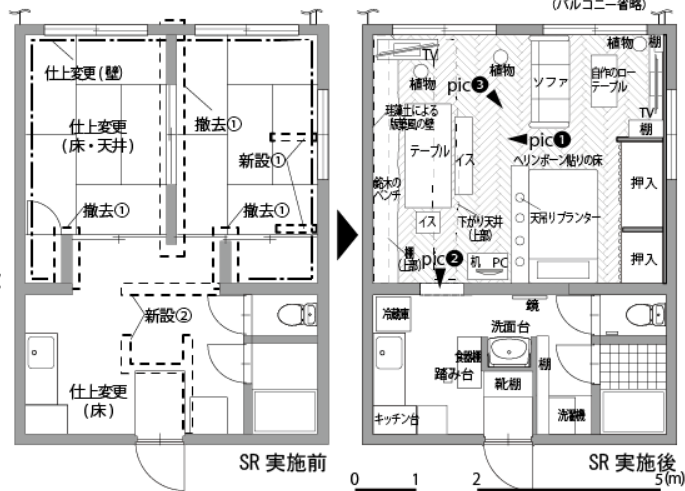 (バルコニー省略)
仕上変更(壁)
仕上変更
(床・天井)
撤去①
新設①
撤去①
撤去①
新設②
仕上変更
(床)
SR 実施前
TV
植物
植物
植物
棚
ソファ
自作のロー
テーブル
pic❸
珪藻土による
版築風の壁
TV
棚
pic❶
テーブル
イス
ヘリンボーン貼りの床
押入
銘木の
ベンチ
イス
下がり天井
(上部)
天吊りプランター
棚
(上部)
pic❷
机
PC
押入
冷蔵庫
鏡
洗面台
食器棚
踏み台
棚
靴棚
キッチン台
洗濯機
SR 実施後
0 1 2 5(m)